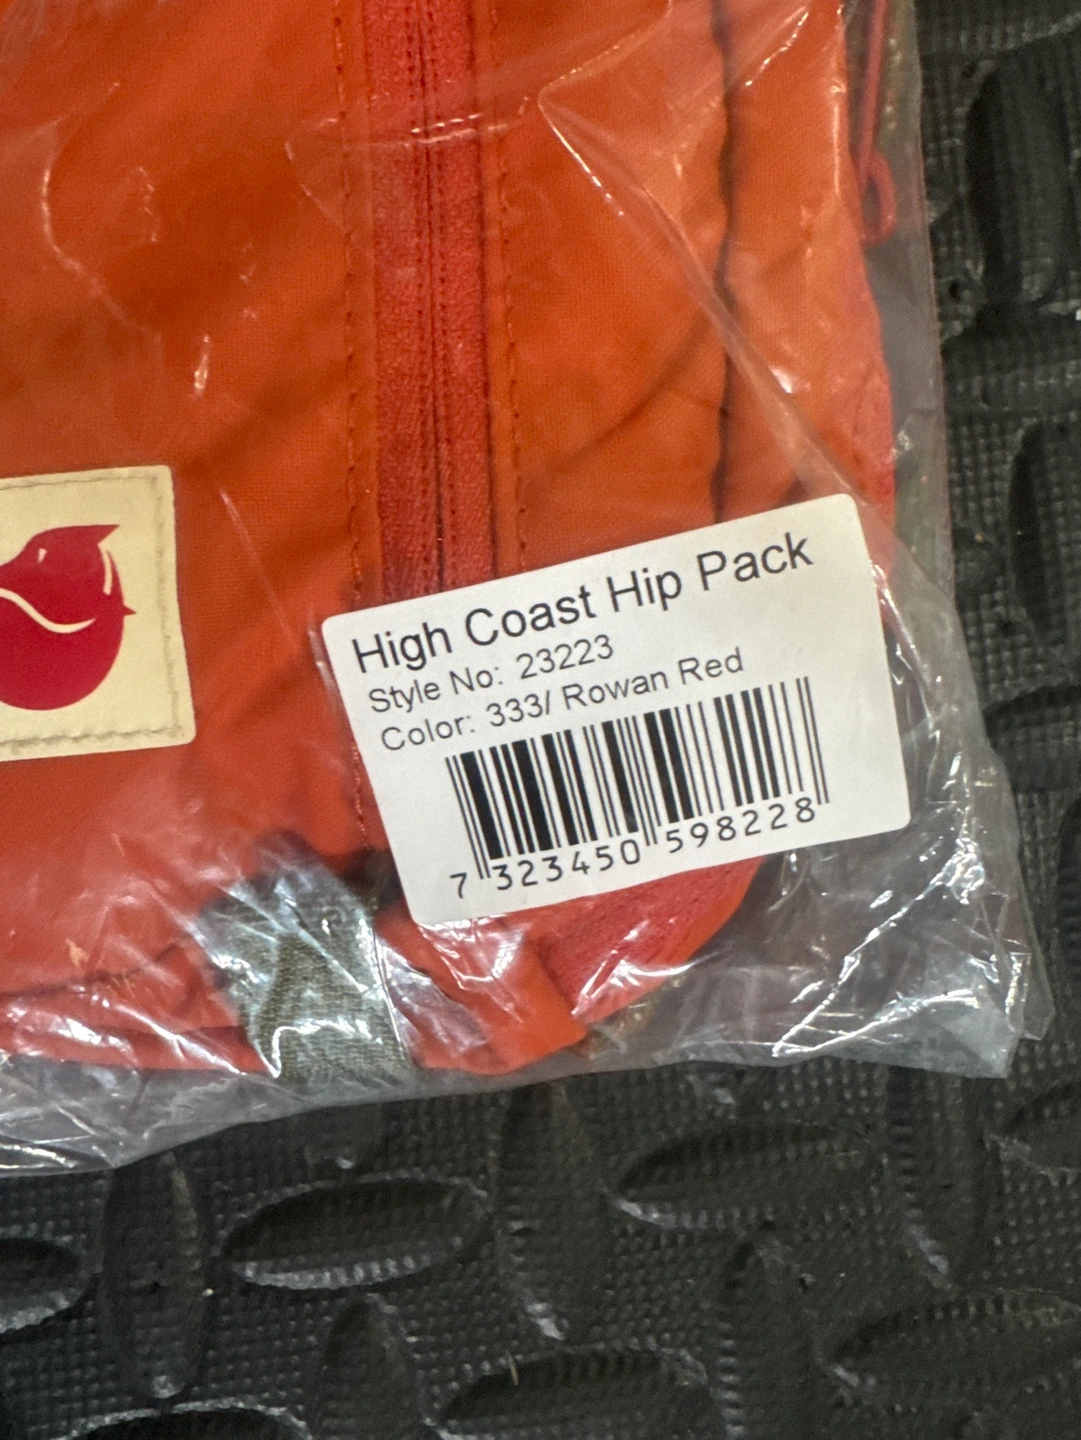 High Coast Hip Pack
Style No: 23223
Color: 333/ Rowan Red
7 323450 598228